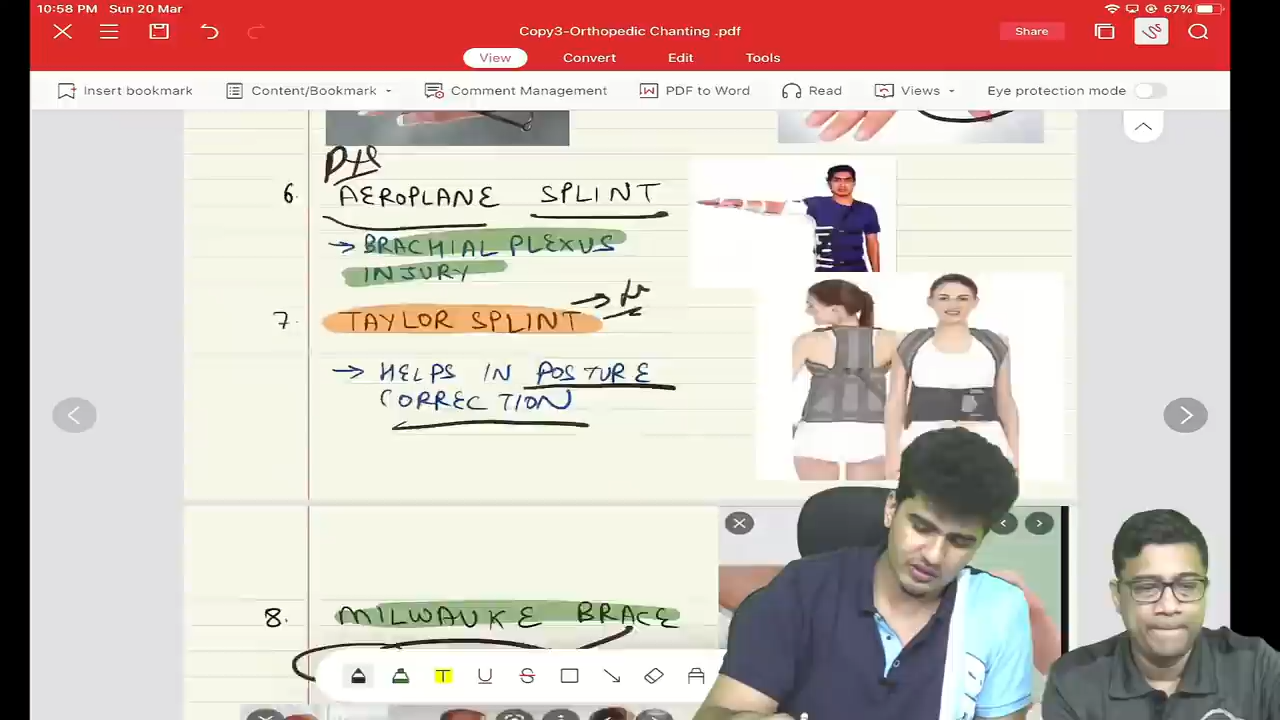 10:58 PM Sun 20 Mar
67%
Copy3-Orthopedic Chanting .pdf
Share
View Convert Edit Tools
Insert bookmark Content/Bookmark Comment Management PDF to Word Read Views Eye protection mode
6. AEROPLANE SPLINT
→ BRACHIAL PLEXUS
INJURY
7. TAYLOR SPLINT →
→ HELPS IN POSTURE
CORRECTION
8. MILWAUKE BRACE
T U S